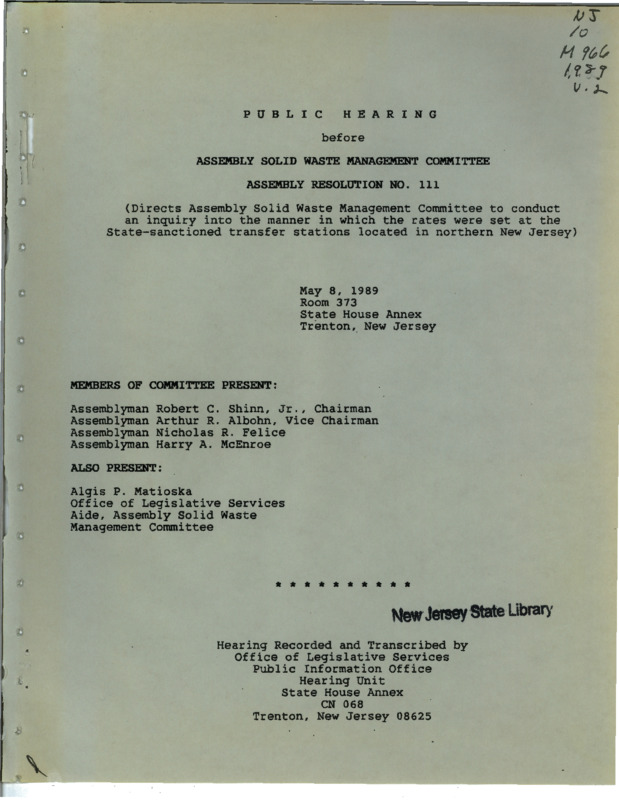 NJ
10
M 966
1989
V.2
PUBLIC HEARING
before
ASSEMBLY SOLID WASTE MANAGEMENT COMMITTEE
ASSEMBLY RESOLUTION NO. 111
(Directs Assembly Solid Waste Management Committee to conduct
an inquiry into the manner in which the rates were set at the
State-sanctioned transfer stations located in northern New Jersey)
May 8, 1989
Room 373
State House Annex
Trenton, New Jersey
MEMBERS OF COMMITTEE PRESENT:
Assemblyman Robert C. Shinn, Jr., Chairman
Assemblyman Arthur R. Albohn, Vice Chairman
Assemblyman Nicholas R. Felice
Assemblyman Harry A. McEnroe
ALSO PRESENT:
Algis P. Matioska
Office of Legislative Services
Aide, Assembly Solid Waste
Management Committee
* * * * * * * * * *
New Jersey State Library
Hearing Recorded and Transcribed by
Office of Legislative Services
Public Information Office
Hearing Unit
State House Annex
CN 068
Trenton, New Jersey 08625